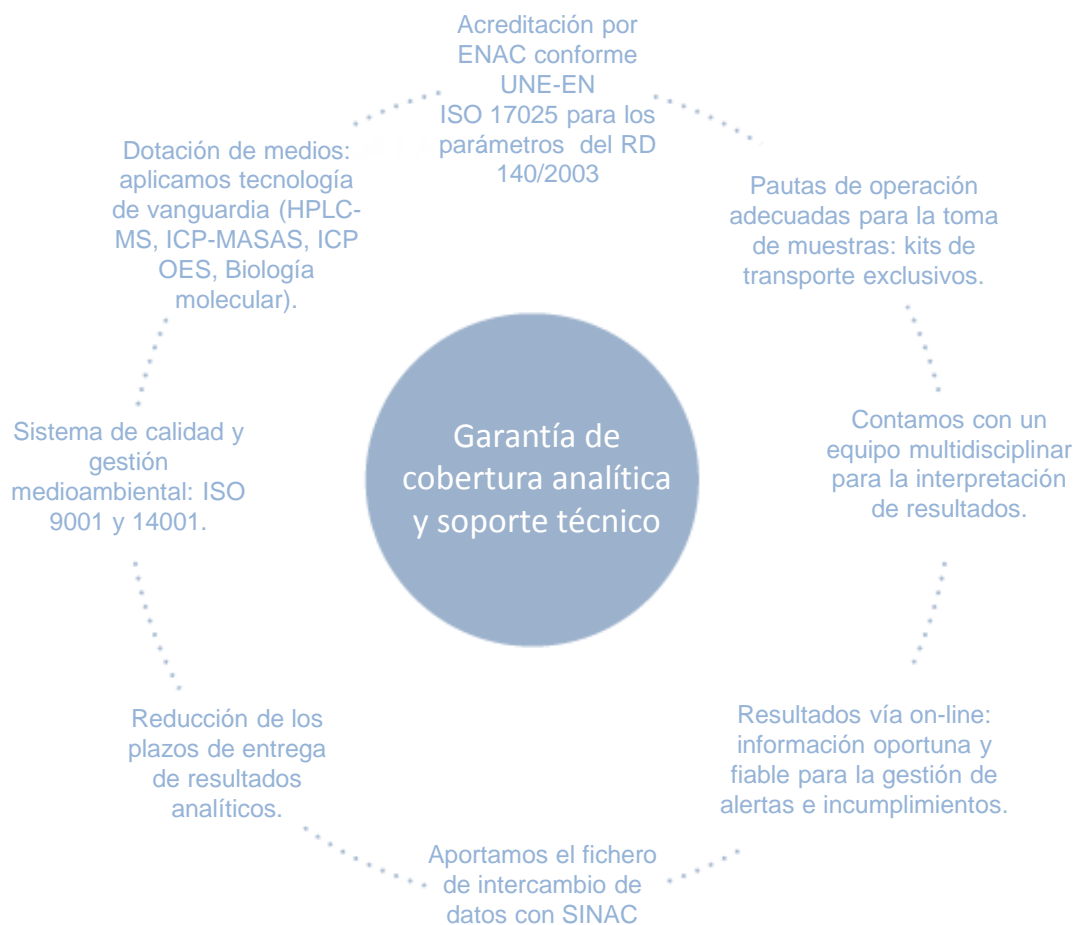 Acreditación por
ENAC conforme
UNE-EN
ISO 17025 para los
parámetros del RD
140/2003
Pautas de operación
adecuadas para la toma
de muestras: kits de
transporte exclusivos.
Contamos con un
equipo multidisciplinar
para la interpretación
de resultados.
Resultados vía on-line:
información oportuna y
fiable para la gestión de
alertas e incumplimientos.
Aportamos el fichero
de intercambio de
datos con SINAC
Reducción de los
plazos de entrega
de resultados
analíticos.
Sistema de calidad y
gestión
medioambiental: ISO
9001 y 14001.
Dotación de medios:
aplicamos tecnología
de vanguardia (HPLC-
MS, ICP-MASAS, ICP
OES, Biología
molecular).
Garantía de
cobertura analítica
y soporte técnico